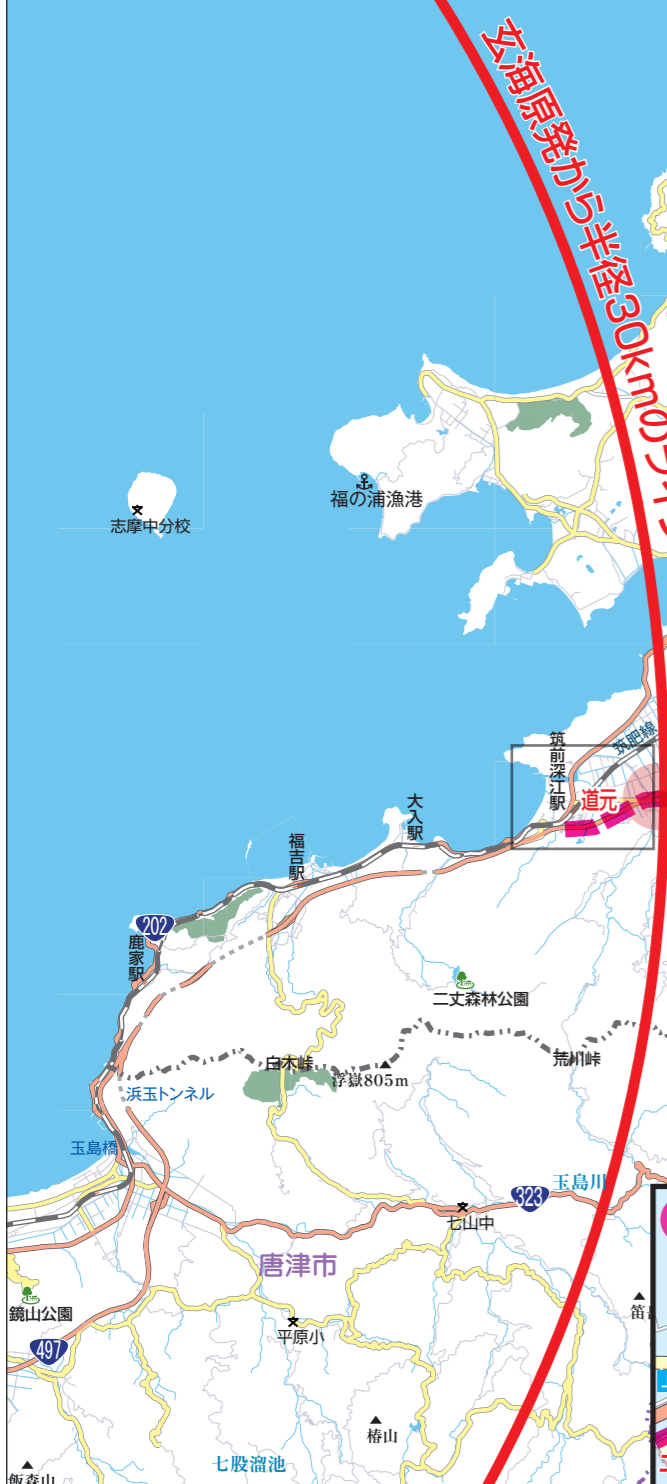 玄海原発から半径30kmのライン
福の浦漁港
志摩中分校
筑前深江駅
筑肥線
道元
大入駅
福吉駅
202
鹿家駅
二丈森林公園
白木峠
浮嶽805m
荒川峠
浜玉トンネル
玉島橋
玉島川
323
七山中
唐津市
鏡山公園
平原小
497
椿山
七股溜池
飯森山